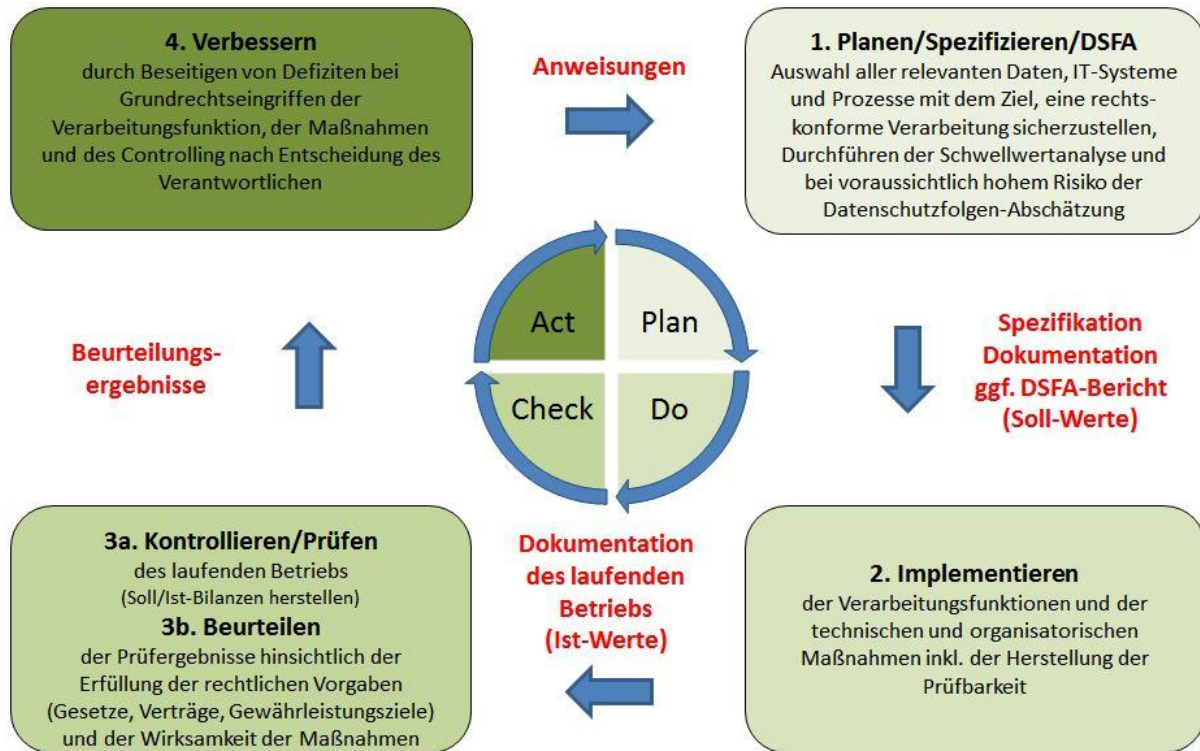 4. Verbessern
durch Beseitigen von Defiziten bei
Grundrechtseingriffen der
Verarbeitungsfunktion, der Maßnahmen
und des Controlling nach Entscheidung des
Verantwortlichen
Anweisungen
1. Planen/Spezifizieren/DSFA
Auswahl aller relevanten Daten, IT-Systeme
und Prozesse mit dem Ziel, eine rechts-
konforme Verarbeitung sicherzustellen,
Durchführen der Schwellwertanalyse und
bei voraussichtlich hohem Risiko der
Datenschutzfolgen-Abschätzung
Act
Plan
Check
Do
Beurteilungs-
ergebnisse
Spezifikation
Dokumentation
ggf. DSFA-Bericht
(Soll-Werte)
3a. Kontrollieren/Prüfen
des laufenden Betriebs
(Soll/Ist-Bilanzen herstellen)
3b. Beurteilen
der Prüfergebnisse hinsichtlich der
Erfüllung der rechtlichen Vorgaben
(Gesetze, Verträge, Gewährleistungsziele)
und der Wirksamkeit der Maßnahmen
Dokumentation
des laufenden
Betriebs
(Ist-Werte)
2. Implementieren
der Verarbeitungsfunktionen und der
technischen und organisatorischen
Maßnahmen inkl. der Herstellung der
Prüfbarkeit